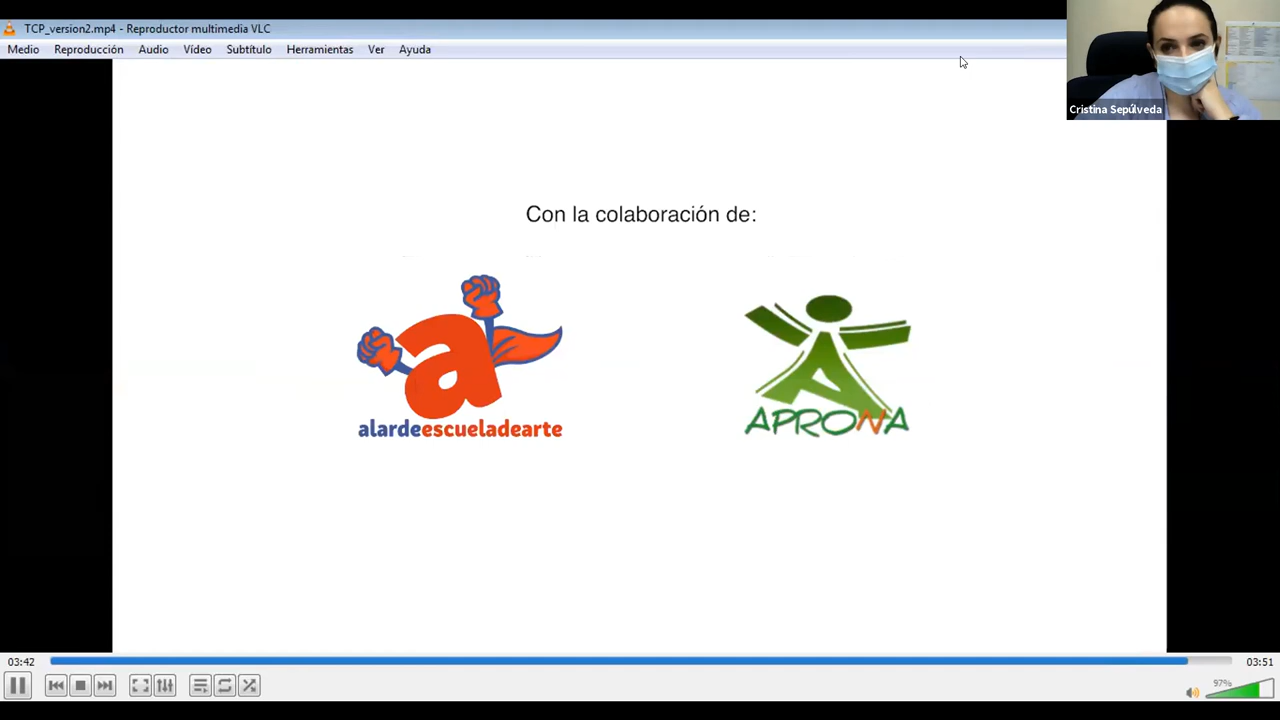 TCP_version2.mp4 - Reproductor multimedia VLC
Medio Reproducción Audio Vídeo Subtítulo Herramientas Ver Ayuda
Cristina Sepúlveda
Con la colaboración de:
a
alardeescueladearte
APRONA
03:42
03:51
97%